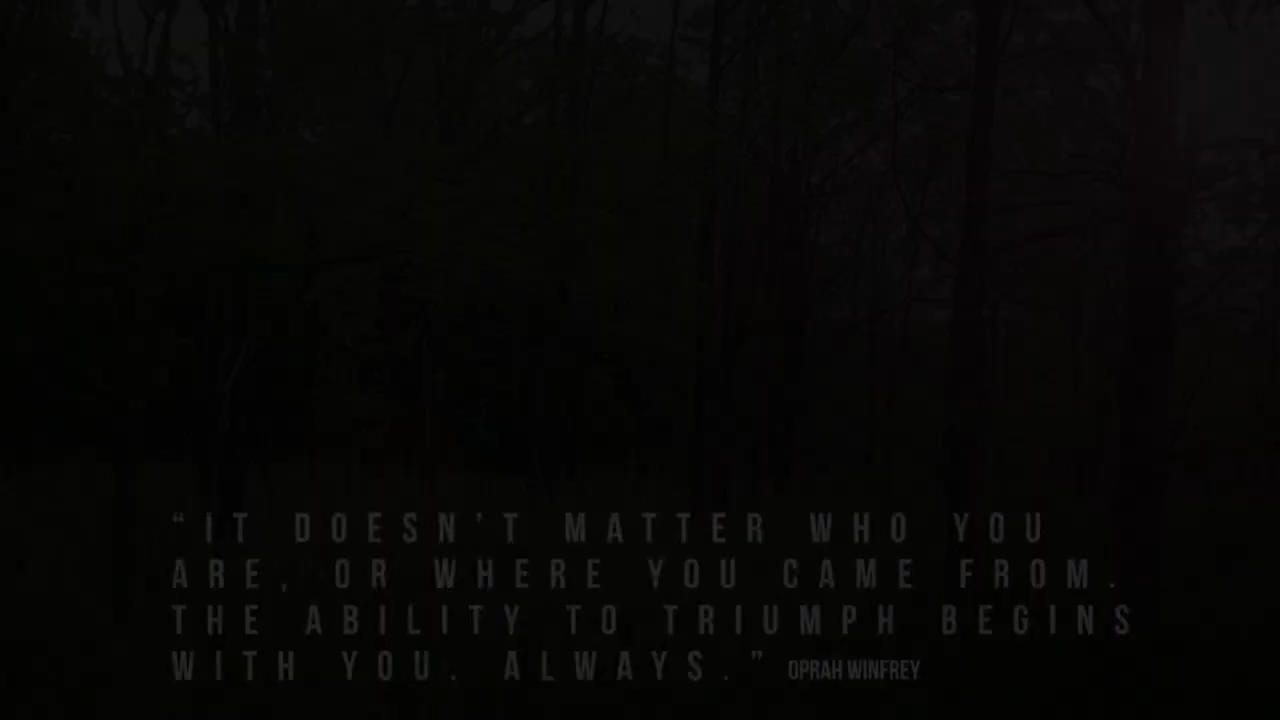 “IT DOESN’T MATTER WHO YOU
ARE, OR WHERE YOU CAME FROM.
THE ABILITY TO TRIUMPH BEGINS
WITH YOU. ALWAYS.” OPRAH WINFREY